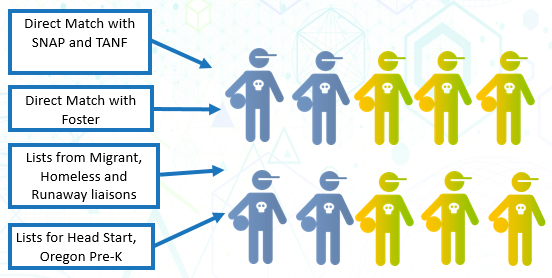 Direct Match with
SNAP and TANF
Direct Match with
Foster
Lists from Migrant,
Homeless and
Runaway liaisons
Lists for Head Start,
Oregon Pre-K